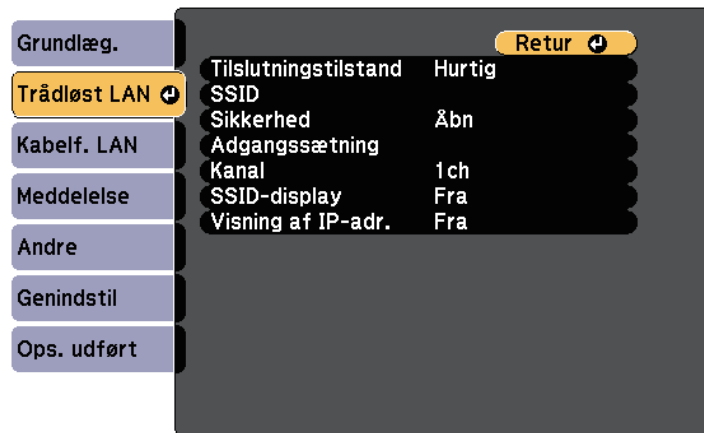 Grundlæg.
Trådløst LAN
Kabelf. LAN
Meddelelse
Andre
Genindstil
Ops. udført
Retur
Tilslutningstilstand Hurtig
SSID
Sikkerhed Åbn
Adgangssætning
Kanal 1ch
SSID-display Fra
Visning af IP-adr. Fra